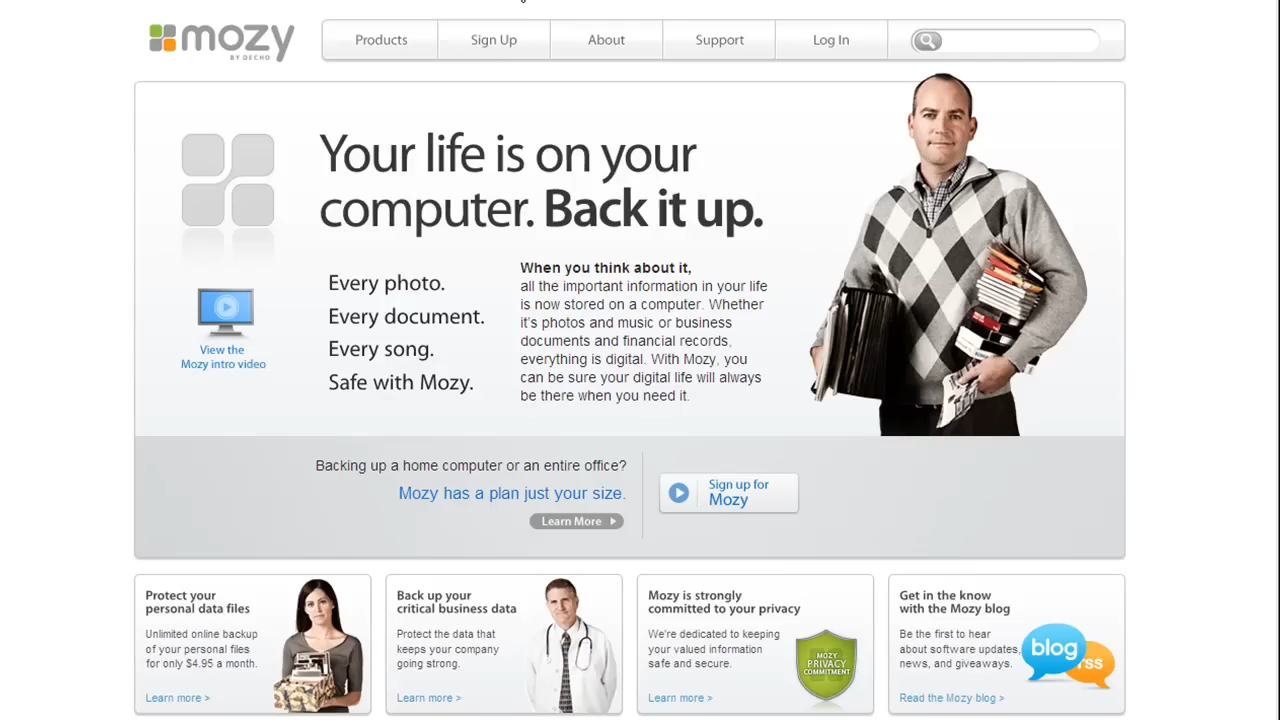 mozy
BY DECHO
Products
Sign Up
About
Support
Log In
Your life is on your
computer. Back it up.
View the
Mozy intro video
Every photo.
Every document.
Every song.
Safe with Mozy.
When you think about it,
all the important information in your life
is now stored on a computer. Whether
it's photos and music or business
documents and financial records,
everything is digital. With Mozy, you
can be sure your digital life will always
be there when you need it.
Backing up a home computer or an entire office?
Mozy has a plan just your size.
Learn More
Sign up for
Mozy
Protect your
personal data files
Unlimited online backup
of your personal files
for only $4.95 a month.
Learn more >
Back up your
critical business data
Protect the data that
keeps your company
going strong.
Learn more >
Mozy is strongly
committed to your privacy
We're dedicated to keeping
your valued information
safe and secure.
Learn more >
MOZY
PRIVACY
COMMITMENT
Get in the know
with the Mozy blog
Be the first to hear
about software updates,
news, and giveaways.
Read the Mozy blog >
blog
rss